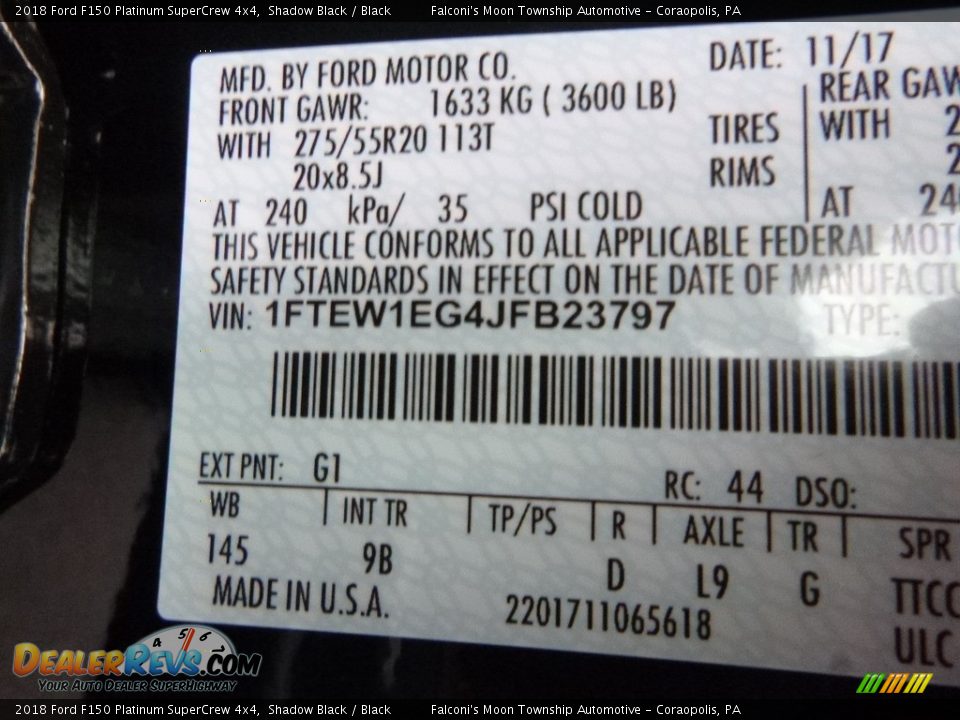 2018 Ford F150 Platinum SuperCrew 4x4, Shadow Black / Black Falconi's Moon Township Automotive - Coraopolis, PA
MFD. BY FORD MOTOR CO. DATE: 11/17
FRONT GAWR: 1633 KG ( 3600 LB) REAR
WITH 275/55R20 113T TIRES WITH
20x8.5J RIMS
AT 240 kPa/ 35 PSI COLD AT
THIS VEHICLE CONFORMS TO ALL APPLICABLE FEDERAL
SAFETY STANDARDS IN EFFECT ON THE DATE OF
VIN: 1FTEW1EG4JFB23797 TYPE:
EXT PNT: G1 RC: 44 DSO:
WB INT TR TP/PS R AXLE TR SPR
145 9B D L9 G
MADE IN U.S.A. 2201711065618
DEALERREVS.COM
4 5 6
YOUR AUTO DEALER SUPERHIGHWAY
2018 Ford F150 Platinum SuperCrew 4x4, Shadow Black / Black Falconi's Moon Township Automotive - Coraopolis, PA